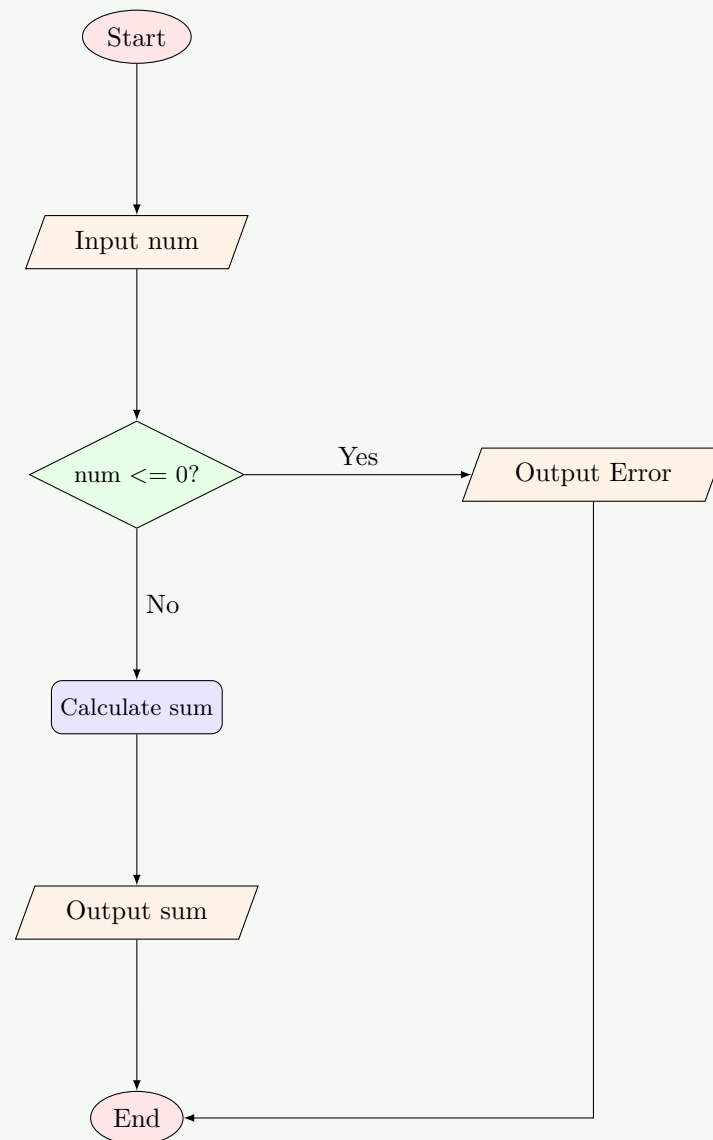 Start
Input num
num <= 0?
Yes
Output Error
No
Calculate sum
Output sum
End